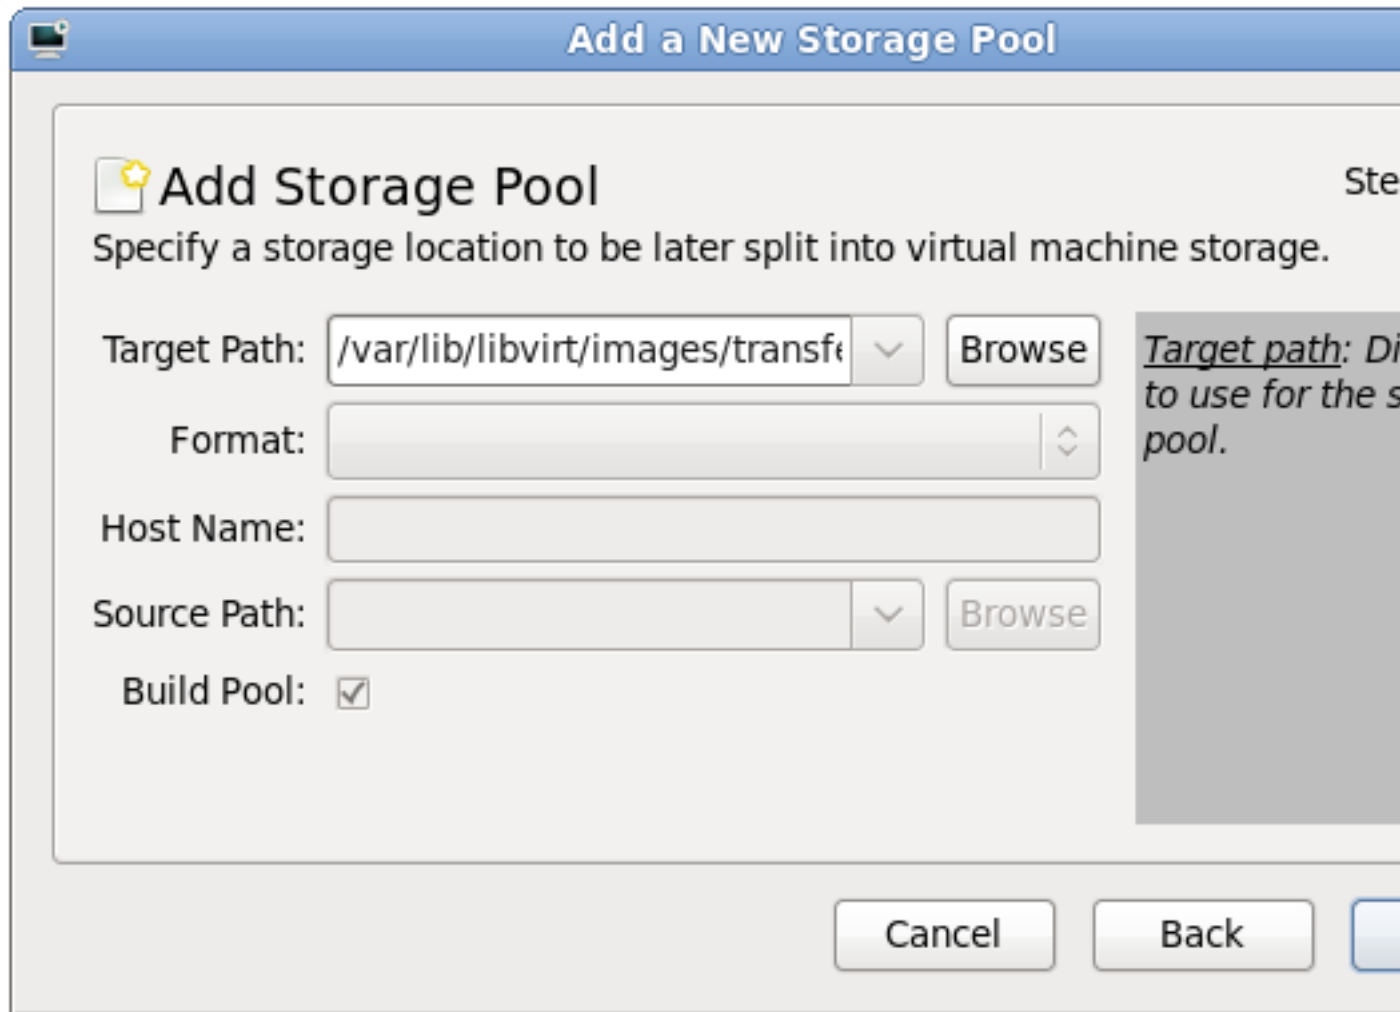 Add a New Storage Pool
Add Storage Pool
Specify a storage location to be later split into virtual machine storage.
Target Path: /var/lib/libvirt/images/transfe Browse
Format:
Host Name:
Source Path: Browse
Build Pool:
Target path: Di
to use for the s
pool.
Cancel Back